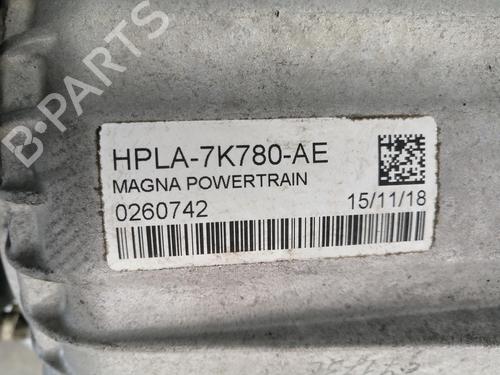 B-PARTS
HPLA-7K780-AE
MAGNA POWERTRAIN
0260742 15/11/18